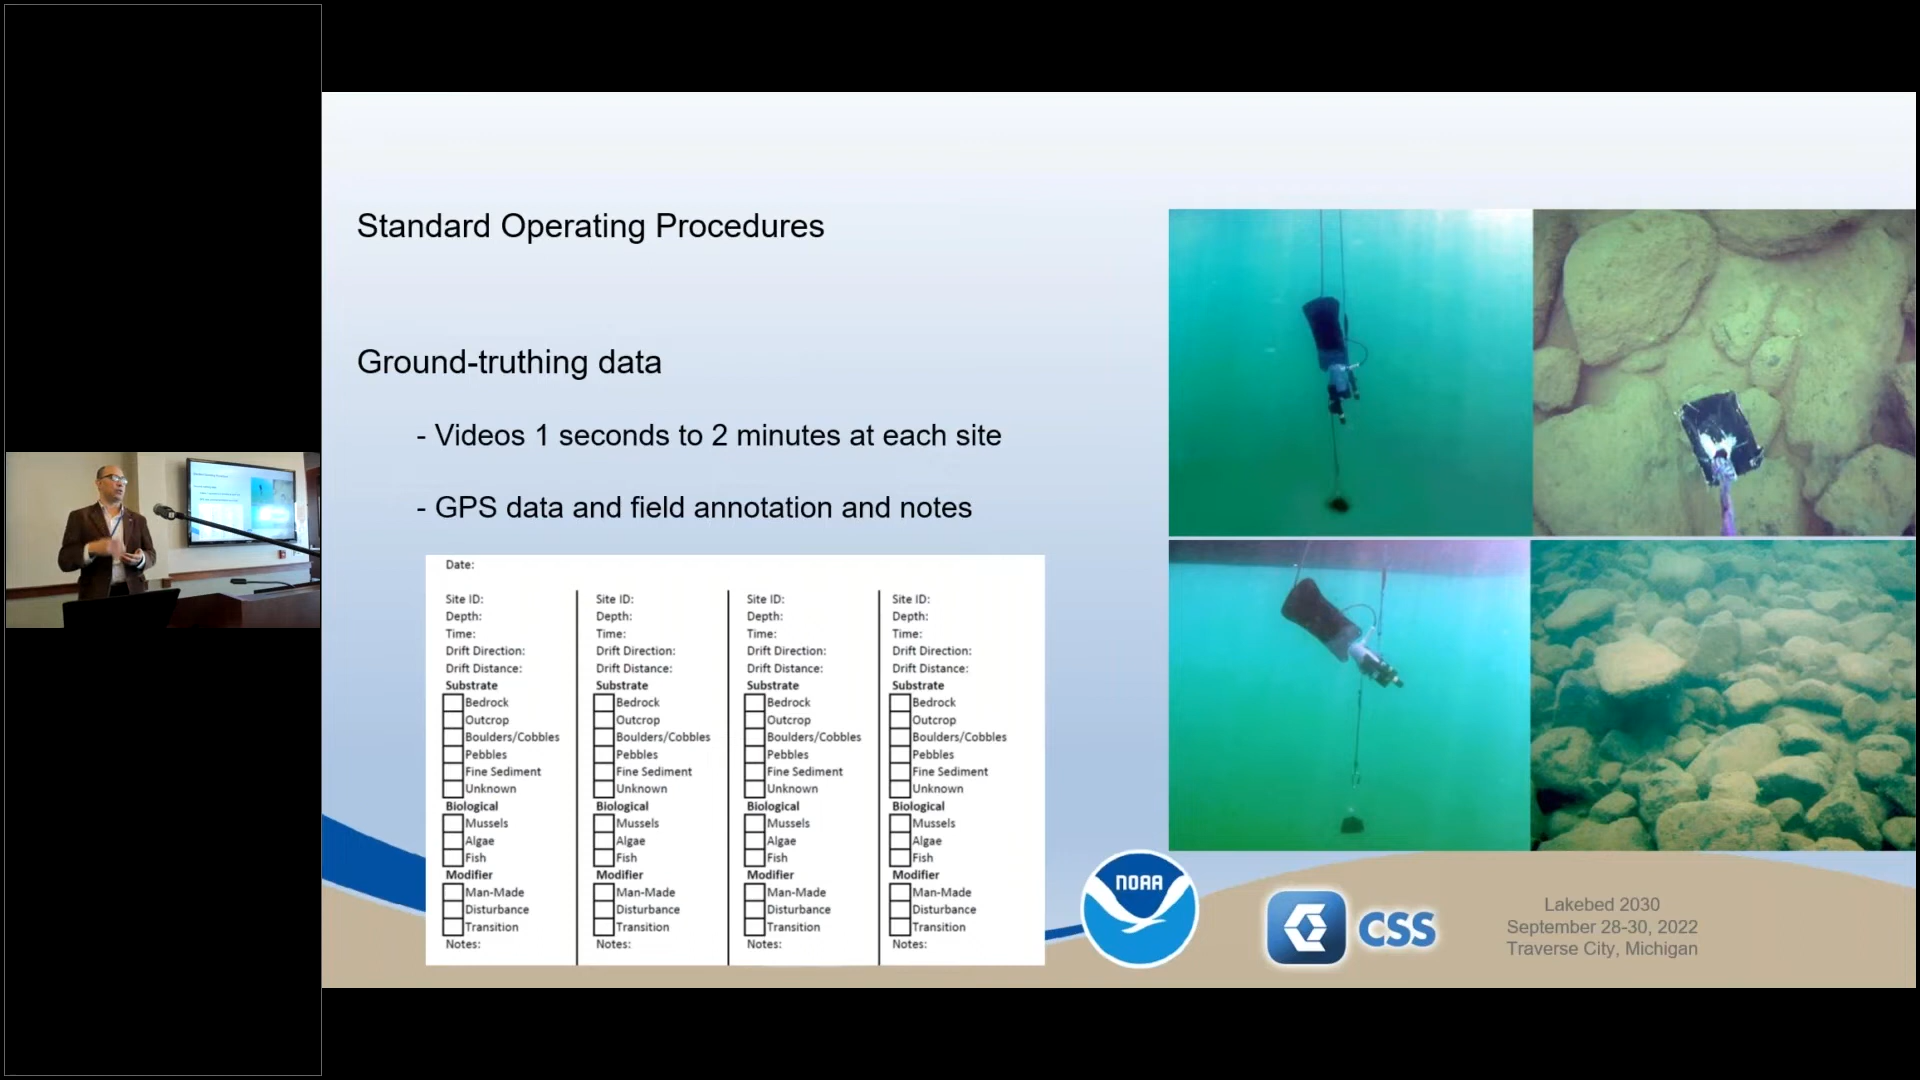 Standard Operating Procedures
Ground-truthing data
- Videos 1 seconds to 2 minutes at each site
- GPS data and field annotation and notes
Date:
Site ID: Site ID: Site ID: Site ID:
Depth: Depth: Depth: Depth:
Time: Time: Time: Time:
Drift Direction: Drift Direction: Drift Direction: Drift Direction:
Drift Distance: Drift Distance: Drift Distance: Drift Distance:
Substrate Substrate Substrate Substrate
Bedrock Bedrock Bedrock Bedrock
Outcrop Outcrop Outcrop Outcrop
Boulders/Cobbles Boulders/Cobbles Boulders/Cobbles Boulders/Cobbles
Pebbles Pebbles Pebbles Pebbles
Fine Sediment Fine Sediment Fine Sediment Fine Sediment
Unknown Unknown Unknown Unknown
Biological Biological Biological Biological
Mussels Mussels Mussels Mussels
Algae Algae Algae Algae
Fish Fish Fish Fish
Modifier Modifier Modifier Modifier
Man-Made Man-Made Man-Made Man-Made
Disturbance Disturbance Disturbance Disturbance
Transition Transition Transition Transition
Notes: Notes: Notes: Notes:
NOAA
CSS
Lakebed 2030
September 28-30, 2022
Traverse City, Michigan